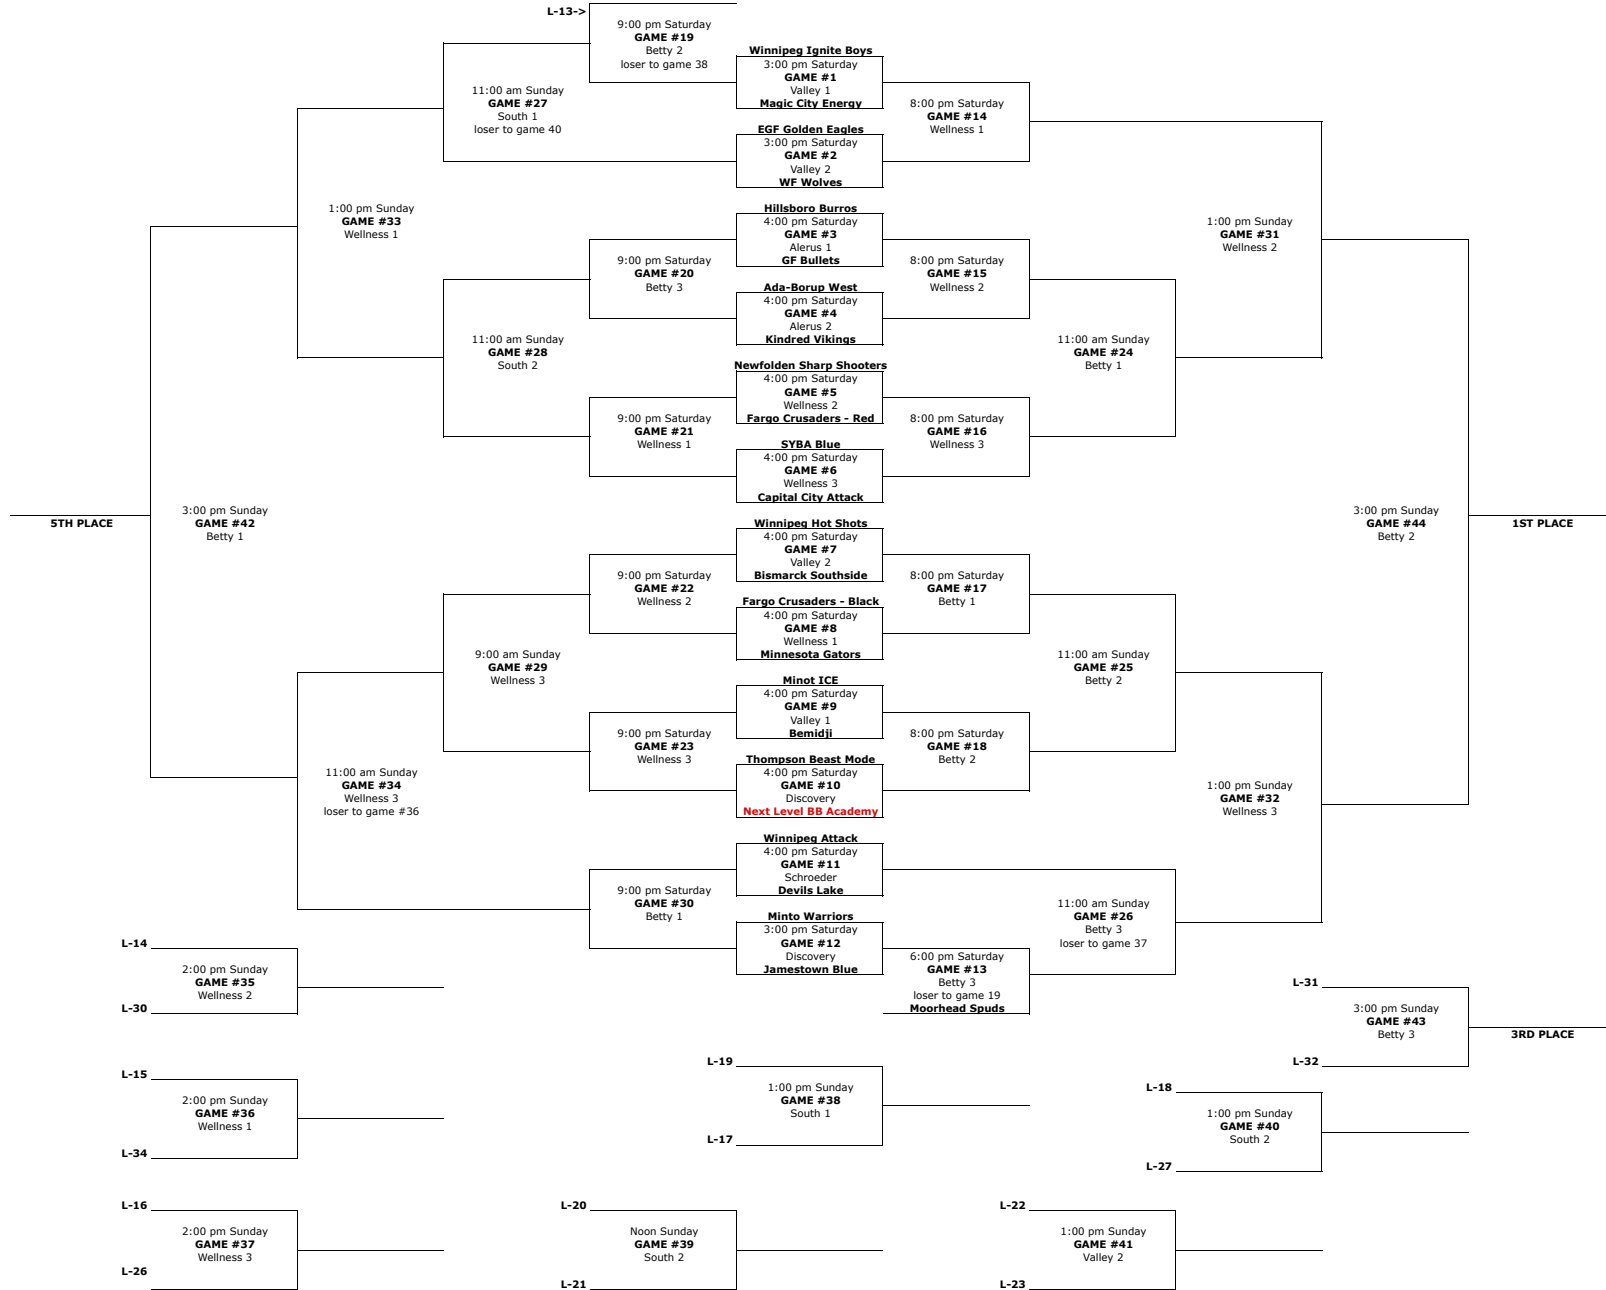 L-13->
9:00 pm Saturday
GAME #19
Betty 2
loser to game 38
11:00 am Sunday
GAME #27
South 1
loser to game 40
1:00 pm Sunday
GAME #33
Wellness 1
9:00 pm Saturday
GAME #20
Betty 3
11:00 am Sunday
GAME #28
South 2
9:00 pm Saturday
GAME #21
Wellness 1
5TH PLACE
3:00 pm Sunday
GAME #42
Betty 1
9:00 pm Saturday
GAME #22
Wellness 2
9:00 am Sunday
GAME #29
Wellness 3
9:00 pm Saturday
GAME #23
Wellness 3
11:00 am Sunday
GAME #34
Wellness 3
loser to game #36
9:00 pm Saturday
GAME #30
Betty 1
Winnipeg Ignite Boys
3:00 pm Saturday
GAME #1
Valley 1
Magic City Energy
EGF Golden Eagles
3:00 pm Saturday
GAME #2
Valley 2
WF Wolves
Hillsboro Burros
4:00 pm Saturday
GAME #3
Alerus 1
GF Bullets
Ada-Borup West
4:00 pm Saturday
GAME #4
Alerus 2
Kindred Vikings
Newfolden Sharp Shooters
4:00 pm Saturday
GAME #5
Wellness 2
Fargo Crusaders - Red
SYBA Blue
4:00 pm Saturday
GAME #6
Wellness 3
Capital City Attack
Winnipeg Hot Shots
4:00 pm Saturday
GAME #7
Valley 2
Bismarck Southside
Fargo Crusaders - Black
4:00 pm Saturday
GAME #8
Wellness 1
Minnesota Gators
Minot ICE
4:00 pm Saturday
GAME #9
Valley 1
Bemidji
Thompson Beast Mode
4:00 pm Saturday
GAME #10
Discovery
Next Level BB Academy
Winnipeg Attack
4:00 pm Saturday
GAME #11
Schroeder
Devils Lake
Minto Warriors
3:00 pm Saturday
GAME #12
Discovery
Jamestown Blue
8:00 pm Saturday
GAME #14
Wellness 1
8:00 pm Saturday
GAME #15
Wellness 2
8:00 pm Saturday
GAME #16
Wellness 3
8:00 pm Saturday
GAME #17
Betty 1
8:00 pm Saturday
GAME #18
Betty 2
6:00 pm Saturday
GAME #13
Betty 3
loser to game 19
Moorhead Spuds
11:00 am Sunday
GAME #24
Betty 1
11:00 am Sunday
GAME #25
Betty 2
11:00 am Sunday
GAME #26
Betty 3
loser to game 37
1:00 pm Sunday
GAME #31
Wellness 2
1:00 pm Sunday
GAME #32
Wellness 3
3:00 pm Sunday
GAME #44
Betty 2
1ST PLACE
L-14
2:00 pm Sunday
GAME #35
Wellness 2
L-30
L-31
3:00 pm Sunday
GAME #43
Betty 3
L-32
3RD PLACE
L-15
2:00 pm Sunday
GAME #36
Wellness 1
L-34
L-19
1:00 pm Sunday
GAME #38
South 1
L-17
L-18
1:00 pm Sunday
GAME #40
South 2
L-27
L-16
2:00 pm Sunday
GAME #37
Wellness 3
L-26
L-20
Noon Sunday
GAME #39
South 2
L-21
L-22
1:00 pm Sunday
GAME #41
Valley 2
L-23